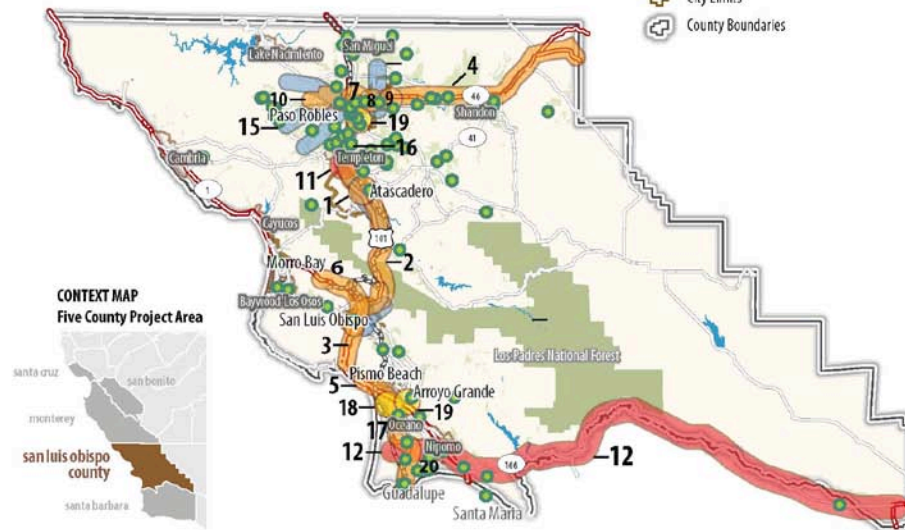 City Limits
County Boundaries
Lake Nacimiento
San Miguel
4
7
10
8
9
46
Paso Robles
Shandon
15
19
41
16
Templeton
Cambria
11
1
1
Atascadero
Cayucos
101
2
Morro Bay
6
Baywood Los Osos
San Luis Obispo
Los Padres National Forest
3
Pismo Beach
5
Arroyo Grande
18
19
Oceano
17
12
Nipomo
12
20
166
Guadalupe
Santa Maria
CONTEXT MAP
Five County Project Area
santa cruz
san bonito
monterey
san luis obispo
county
santa barbara